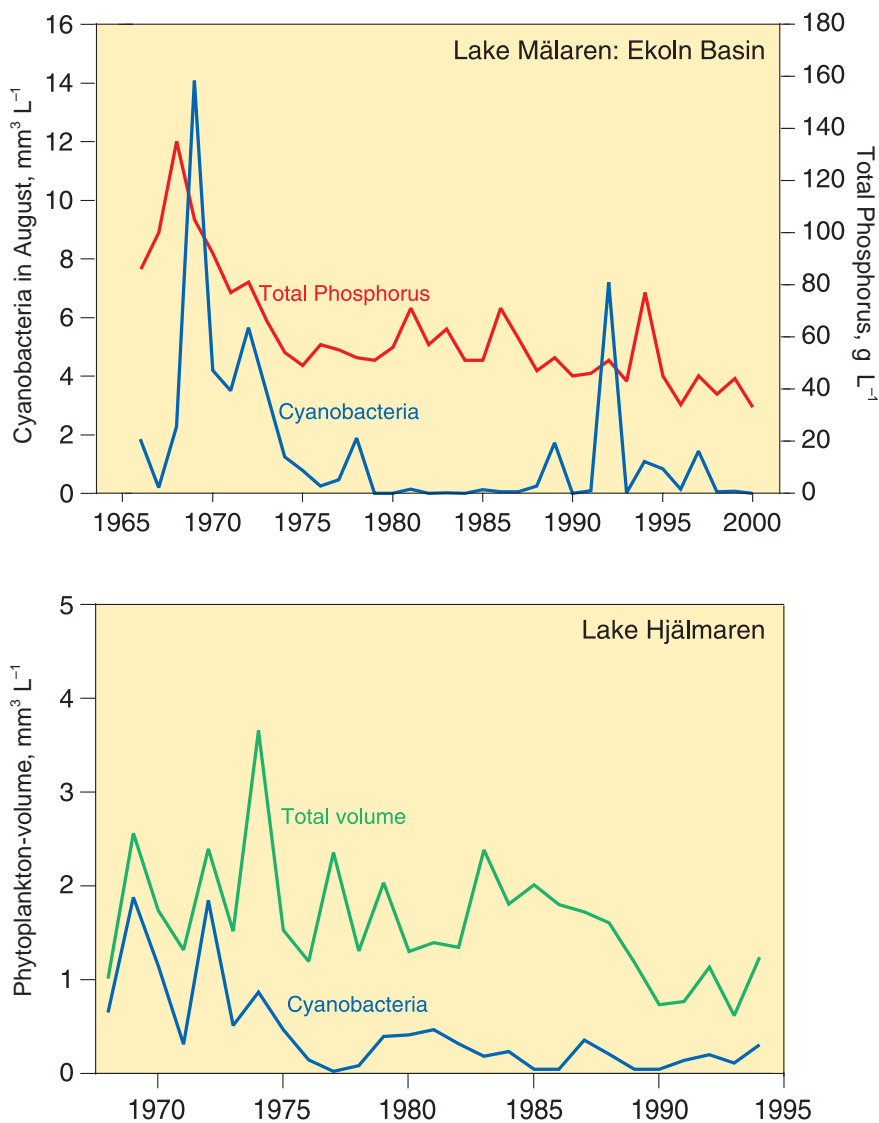 Lake Mälaren: Ekoln Basin
Cyanobacteria in August, mm³ L⁻¹
16
14
12
10
8
6
4
2
0
Total Phosphorus
Cyanobacteria
180
160
140
120
100
80
60
40
20
0
Total Phosphorus, g L⁻¹
1965 1970 1975 1980 1985 1990 1995 2000
Lake Hjälmaren
Phytoplankton-volume, mm³ L⁻¹
5
4
3
2
1
0
Total volume
Cyanobacteria
1970 1975 1980 1985 1990 1995